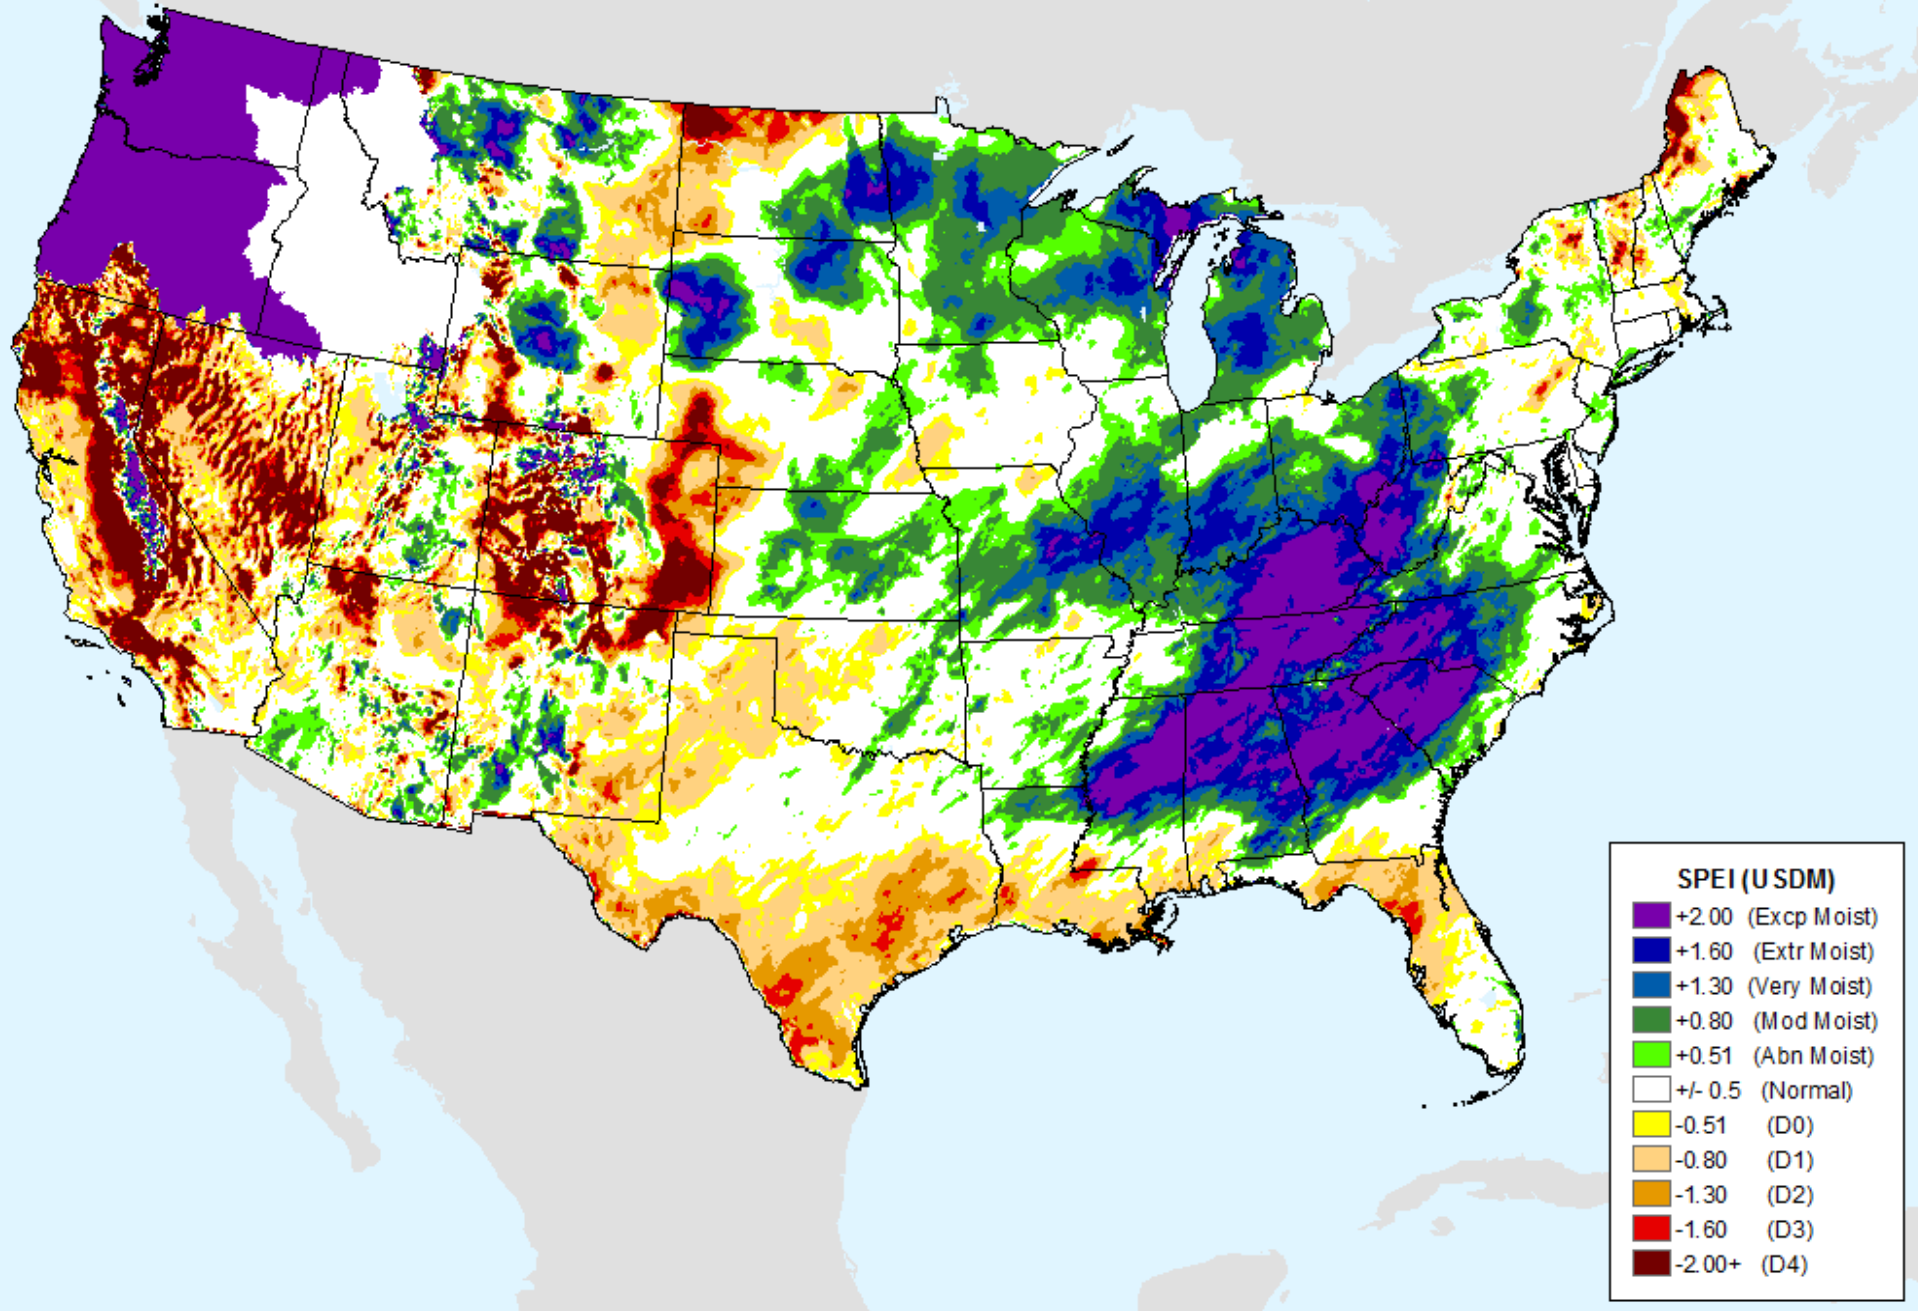 SPEI (USDM)
+2.00 (Excp Moist)
+1.60 (Extr Moist)
+1.30 (Very Moist)
+0.80 (Mod Moist)
+0.51 (Abn Moist)
+/- 0.5 (Normal)
-0.51 (D0)
-0.80 (D1)
-1.30 (D2)
-1.60 (D3)
-2.00+ (D4)